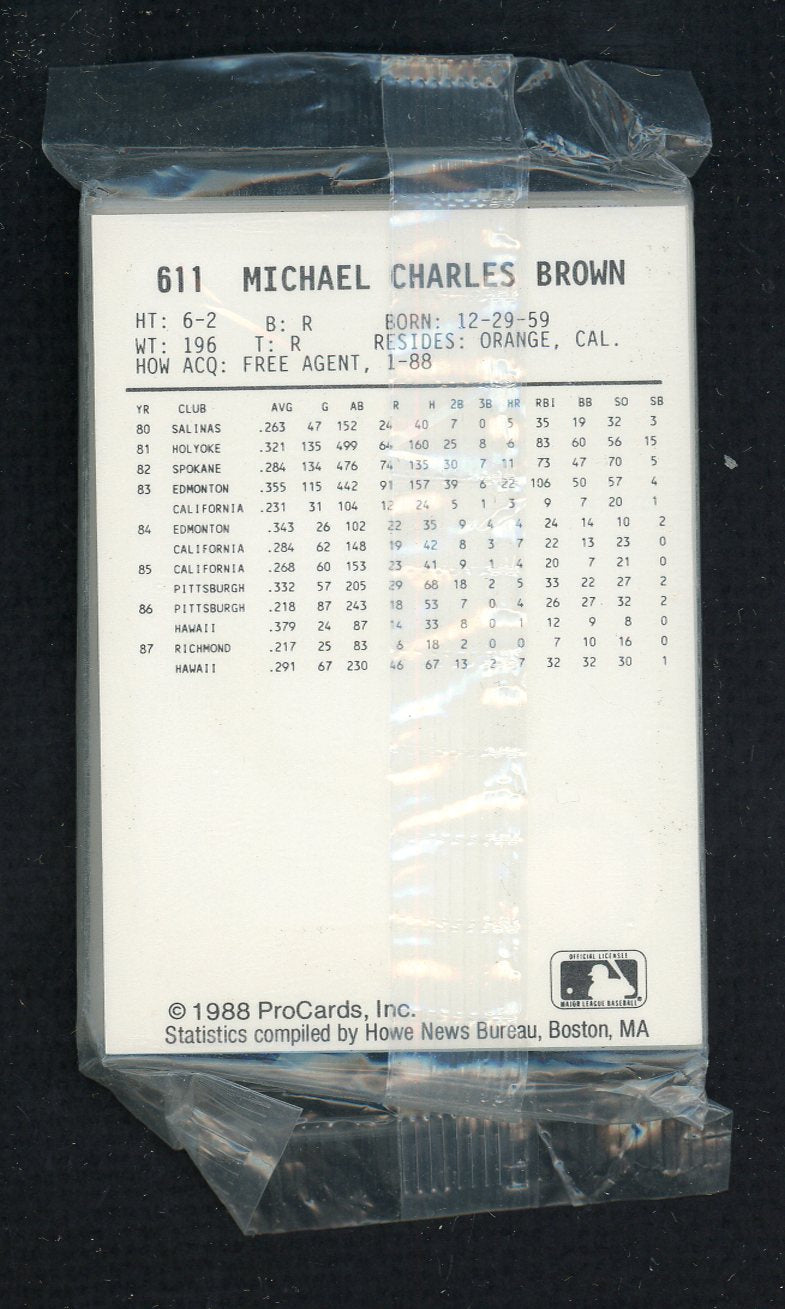 611 MICHAEL CHARLES BROWN
HT: 6-2 B: R BORN: 12-29-59
WT: 196 T: R RESIDES: ORANGE, CAL.
HOW ACQ: FREE AGENT, 1-88
YR CLUB AVG G AB R H 2B 3B HR RBI BB SO SB
80 SALINAS .263 47 152 24 40 7 0 5 35 19 32 3
81 HOLYOKE .321 135 499 64 160 25 8 6 83 60 56 15
82 SPOKANE .284 134 476 74 135 30 7 11 73 47 70 5
83 EDMONTON .355 115 442 91 157 39 6 22 106 50 57 4
CALIFORNIA .231 31 104 12 24 5 1 3 9 7 20 1
84 EDMONTON .343 26 102 22 35 9 4 4 24 14 10 2
CALIFORNIA .284 62 148 19 42 8 3 7 22 13 23 0
85 CALIFORNIA .268 60 153 23 41 9 1 4 20 7 21 0
PITTSBURGH .332 57 205 29 68 18 2 5 33 22 27 2
86 PITTSBURGH .218 87 243 18 53 7 0 4 26 27 32 2
HAWAII .379 24 87 14 33 8 0 1 12 9 8 0
87 RICHMOND .217 25 83 6 18 2 0 0 7 10 16 0
HAWAII .291 67 230 46 67 13 2 7 32 32 30 1
OFFICIAL LICENSEE
MAJOR LEAGUE BASEBALL®
© 1988 ProCards, Inc.
Statistics compiled by Howe News Bureau, Boston, MA